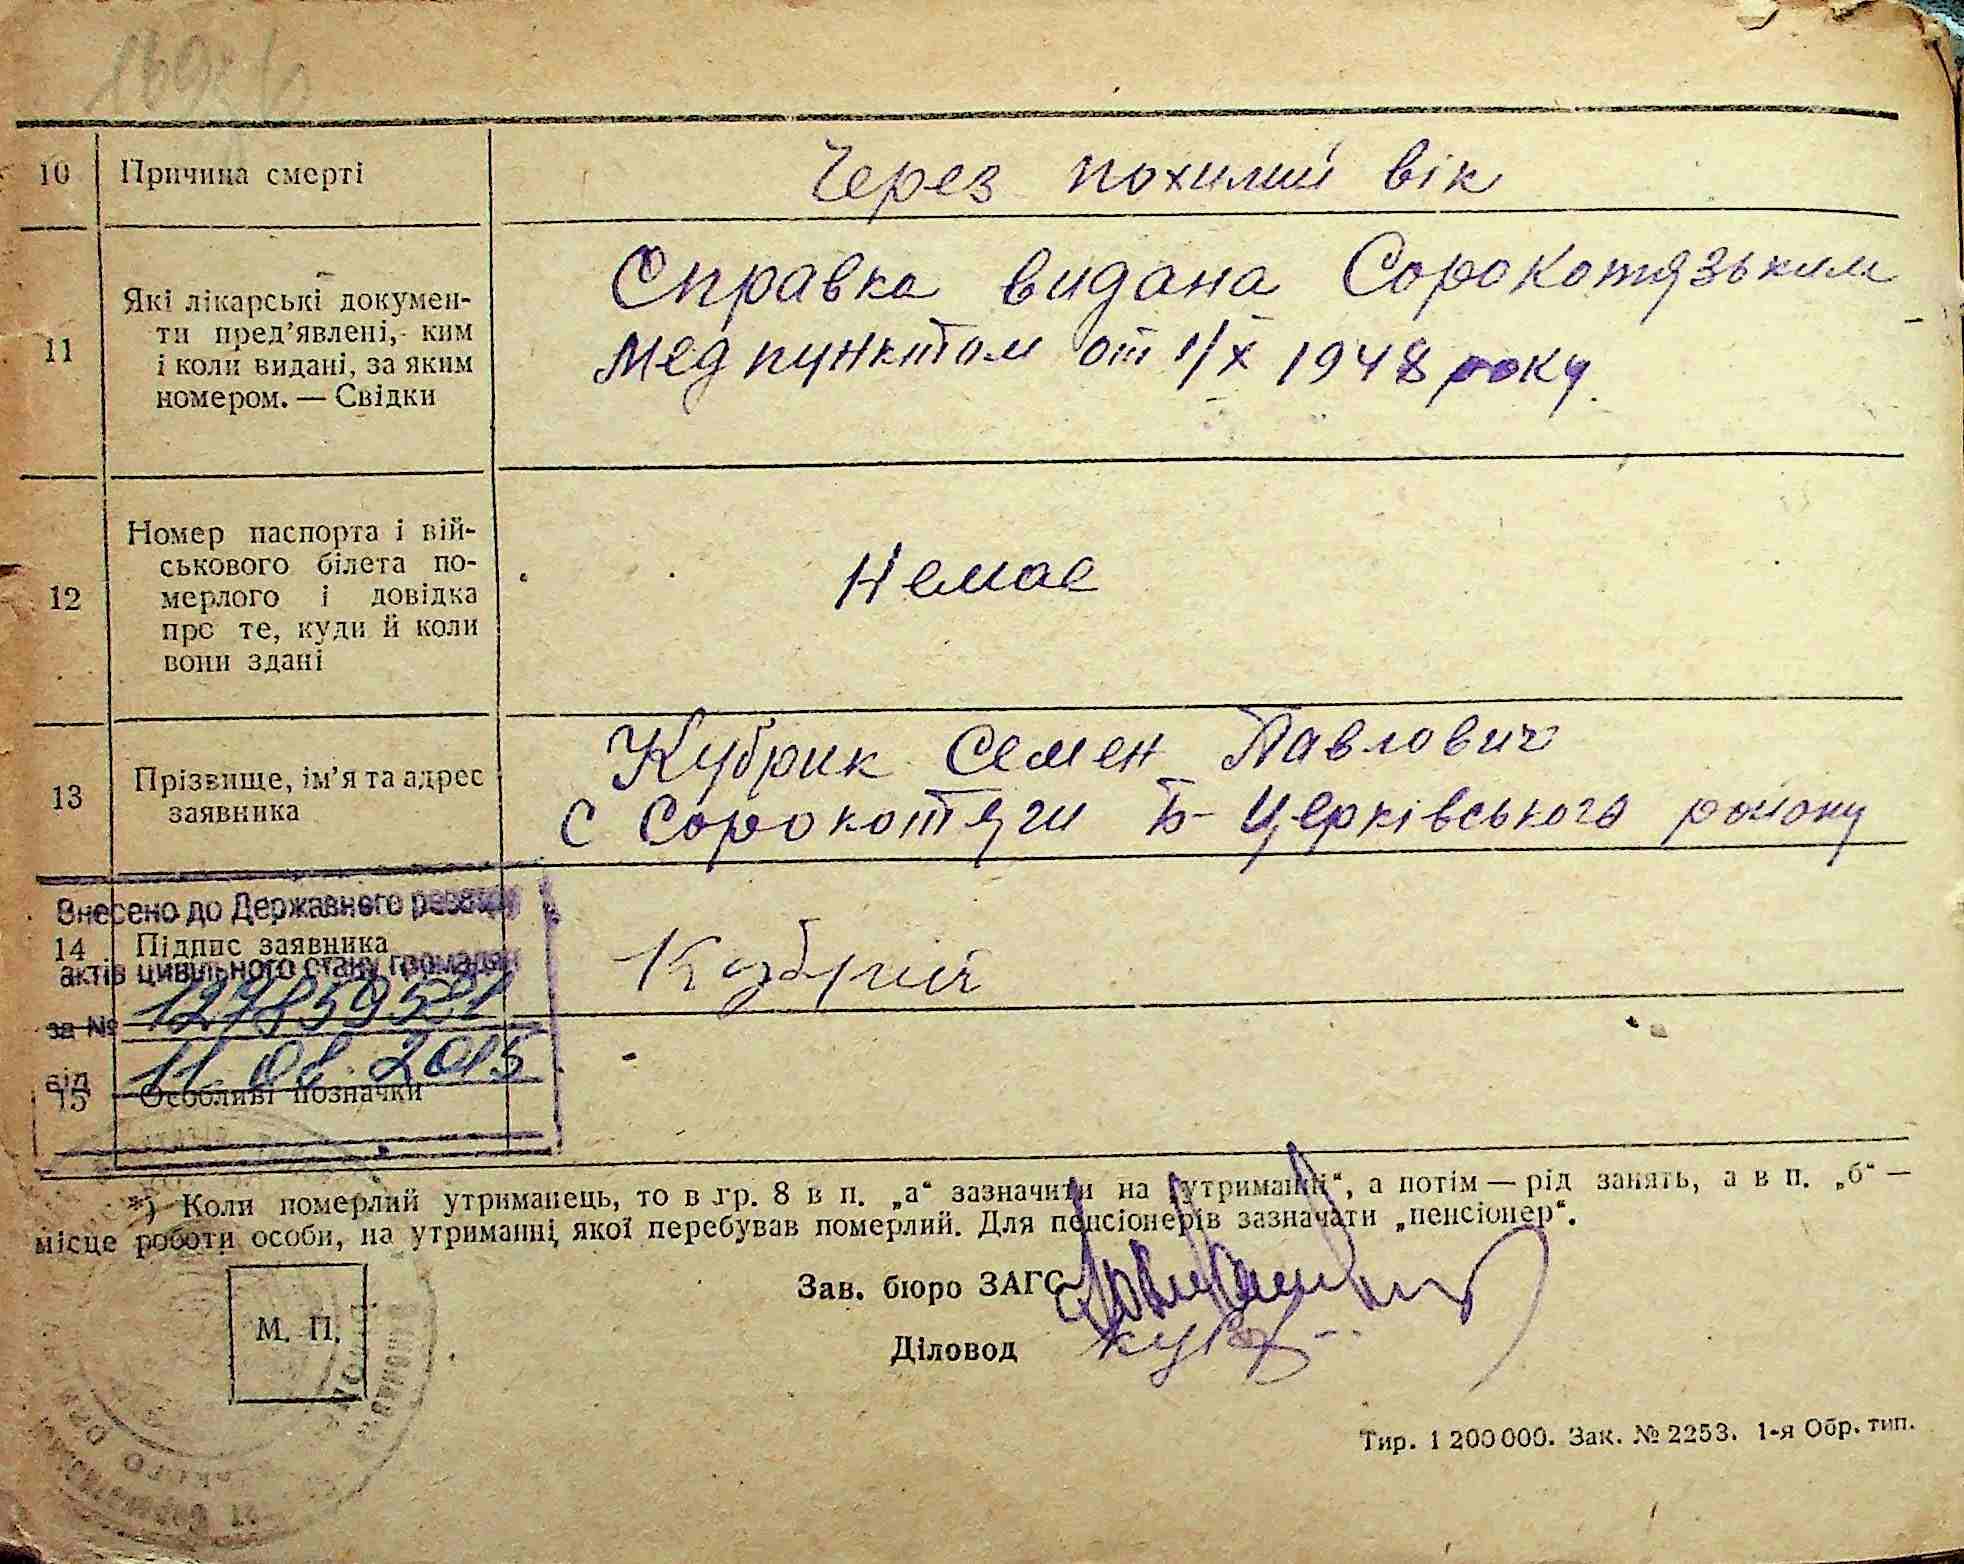 10 Причина смерті
Через похилий вік
11 Які лікарські докумен-
ти пред’явлені, ким
і коли видані, за яким
номером. — Свідки
Справка видана Сорокотязьким
медпунктом от 1/X 1948 року.
12 Номер паспорта і вій-
ськового білета по-
мерлого і довідка
про те, куди й коли
вони здані
Немає
13 Прізвище, ім’я та адрес
заявника
Кубрик Семен Павлович
с Сорокотяги Б-Церківського району
Внесено до Державного реєстру
14 Підпис заявника
актів цивільного стану громадян
за №
від 11.08.2015
15 Особливі позначки
*) Коли померлий утриманець, то в гр. 8 в п. „а“ зазначити на „утриманні“, а потім — рід занять, а в п. „б“ —
місце роботи особи, на утриманні якої перебував померлий. Для пенсіонерів зазначати „пенсіонер“.
Зав. бюро ЗАГС
М. П.
Діловод
Тир. 1 200 000. Зак. № 2253. 1-я Обр. тип.